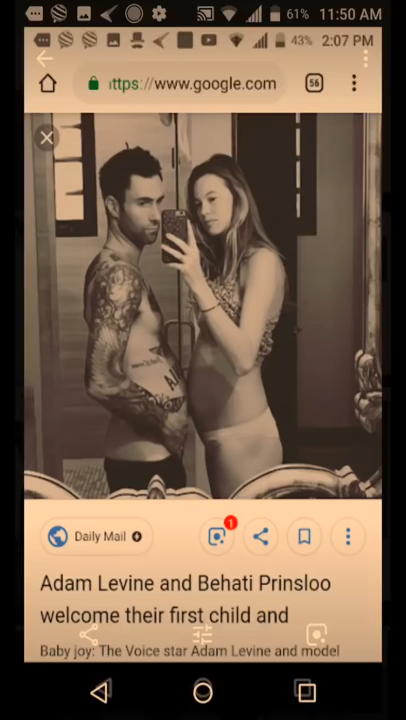 61% 11:50 AM
43% 2:07 PM
ttps://www.google.com
56
Daily Mail
1
Adam Levine and Behati Prinsloo
welcome their first child and
Baby joy: The Voice star Adam Levine and model